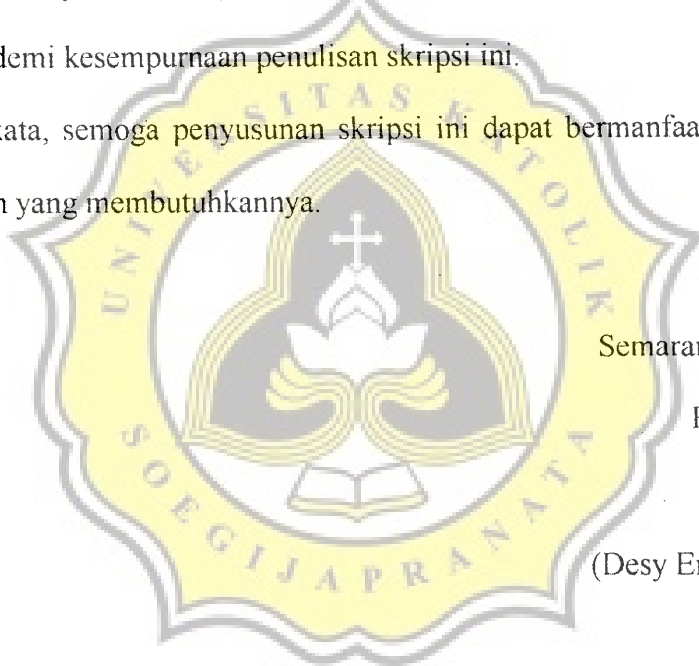 demi kesempurnaan penulisan skripsi ini.
kata, semoga penyusunan skripsi ini dapat bermanfaa
yang membutuhkannya.
UNIVERSITAS KATOLIK
Semaran
SOEGIJAPRANATA
(Desy